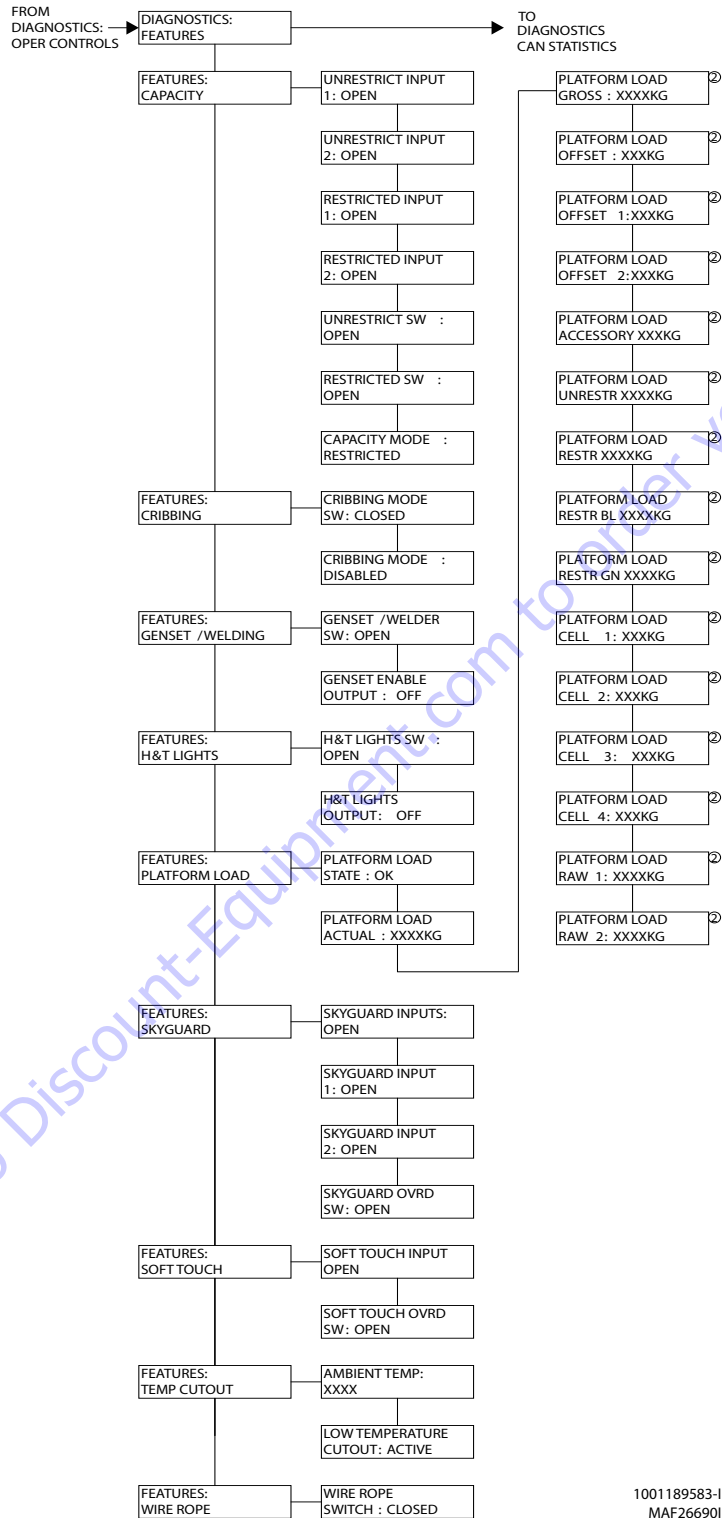 FROM
DIAGNOSTICS:
OPER CONTROLS
DIAGNOSTICS:
FEATURES
TO
DIAGNOSTICS
CAN STATISTICS
FEATURES:
CAPACITY
UNRESTRICT INPUT
1: OPEN
UNRESTRICT INPUT
2: OPEN
RESTRICTED INPUT
1: OPEN
RESTRICTED INPUT
2: OPEN
UNRESTRICT SW :
OPEN
RESTRICTED SW :
OPEN
CAPACITY MODE :
RESTRICTED
FEATURES:
CRIBBING
CRIBBING MODE
SW: CLOSED
CRIBBING MODE :
DISABLED
FEATURES:
GENSET /WELDING
GENSET /WELDER
SW: OPEN
GENSET ENABLE
OUTPUT : OFF
FEATURES:
H&T LIGHTS
H&T LIGHTS SW :
OPEN
H&T LIGHTS
OUTPUT: OFF
FEATURES:
PLATFORM LOAD
PLATFORM LOAD
STATE : OK
PLATFORM LOAD
ACTUAL : XXXXKG
PLATFORM LOAD ②
GROSS : XXXXKG
PLATFORM LOAD ②
OFFSET : XXXKG
PLATFORM LOAD ②
OFFSET 1:XXXKG
PLATFORM LOAD ②
OFFSET 2:XXXKG
PLATFORM LOAD ②
ACCESSORY XXXKG
PLATFORM LOAD ②
UNRESTR XXXXKG
PLATFORM LOAD ②
RESTR XXXXKG
PLATFORM LOAD ②
RESTR BL XXXXKG
PLATFORM LOAD ②
RESTR GN XXXXKG
PLATFORM LOAD ②
CELL 1: XXXKG
PLATFORM LOAD ②
CELL 2: XXXKG
PLATFORM LOAD ②
CELL 3: XXXKG
PLATFORM LOAD ②
CELL 4: XXXKG
PLATFORM LOAD ②
RAW 1: XXXXKG
PLATFORM LOAD ②
RAW 2: XXXXKG
FEATURES:
SKYGUARD
SKYGUARD INPUTS:
OPEN
SKYGUARD INPUT
1: OPEN
SKYGUARD INPUT
2: OPEN
SKYGUARD OVRD
SW: OPEN
FEATURES:
SOFT TOUCH
SOFT TOUCH INPUT
OPEN
SOFT TOUCH OVRD
SW: OPEN
FEATURES:
TEMP CUTOUT
AMBIENT TEMP:
XXXX
LOW TEMPERATURE
CUTOUT: ACTIVE
FEATURES:
WIRE ROPE
WIRE ROPE
SWITCH : CLOSED
1001189583-I
MAF26690I
Discount-Equipment.com to order